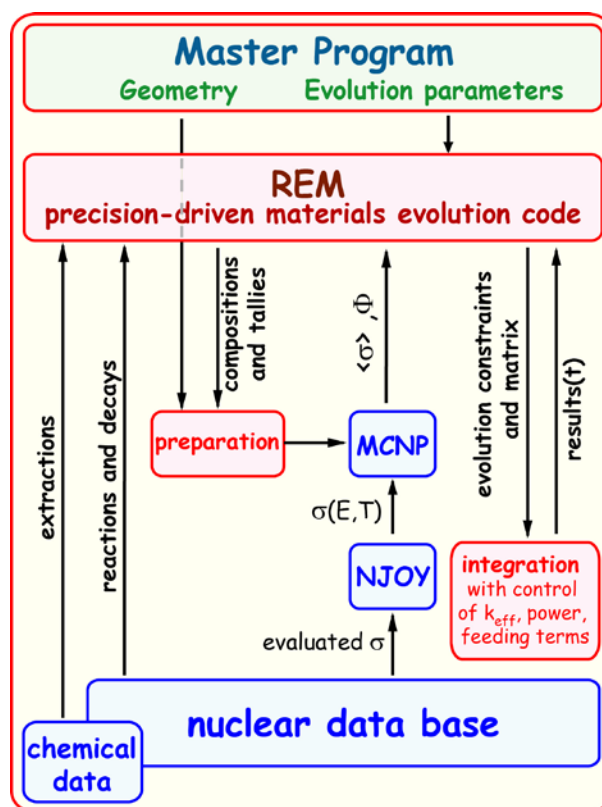 Master Program
Geometry Evolution parameters
REM
precision-driven materials evolution code
extractions
reactions and decays
compositions
and tallies
<σ> ,Φ
evolution constraints
and matrix
results(t)
preparation
MCNP
σ(E,T)
NJOY
integration
with control
of keff, power,
feeding terms
evaluated σ
nuclear data base
chemical
data